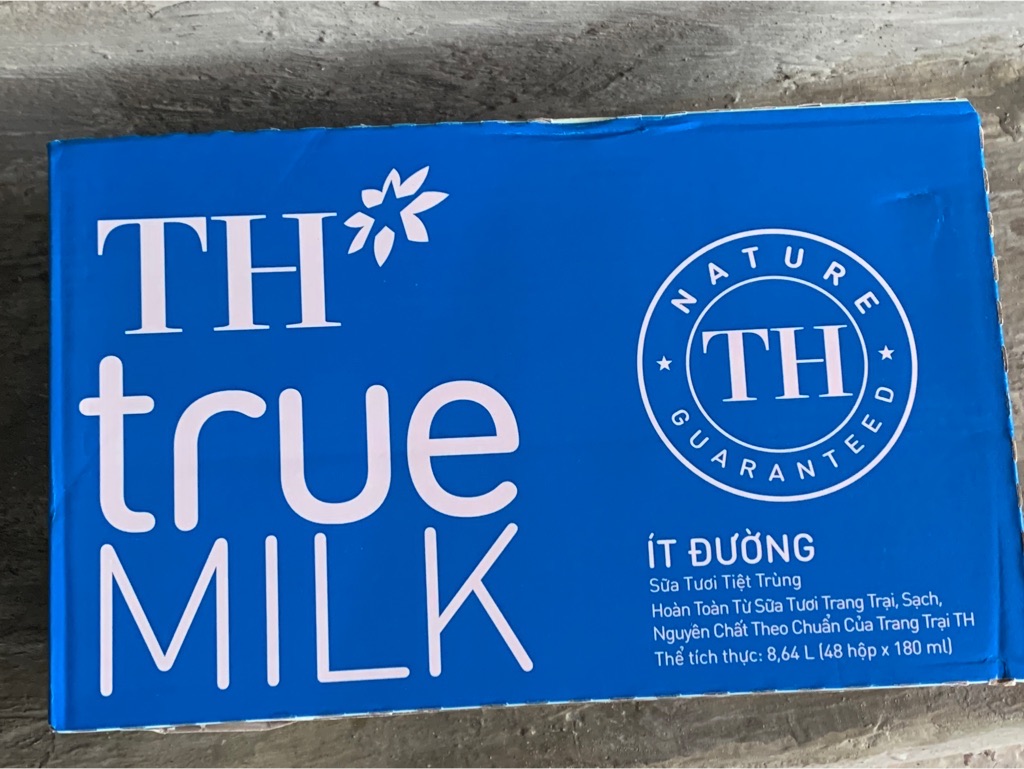 TH
true
MILK
NATURE
TH
GUARANTEED
ÍT ĐƯỜNG
Sữa Tươi Tiệt Trùng
Hoàn Toàn Từ Sữa Tươi Trang Trại, Sạch,
Nguyên Chất Theo Chuẩn Của Trang Trại TH
Thể tích thực: 8,64 L (48 hộp x 180 ml)